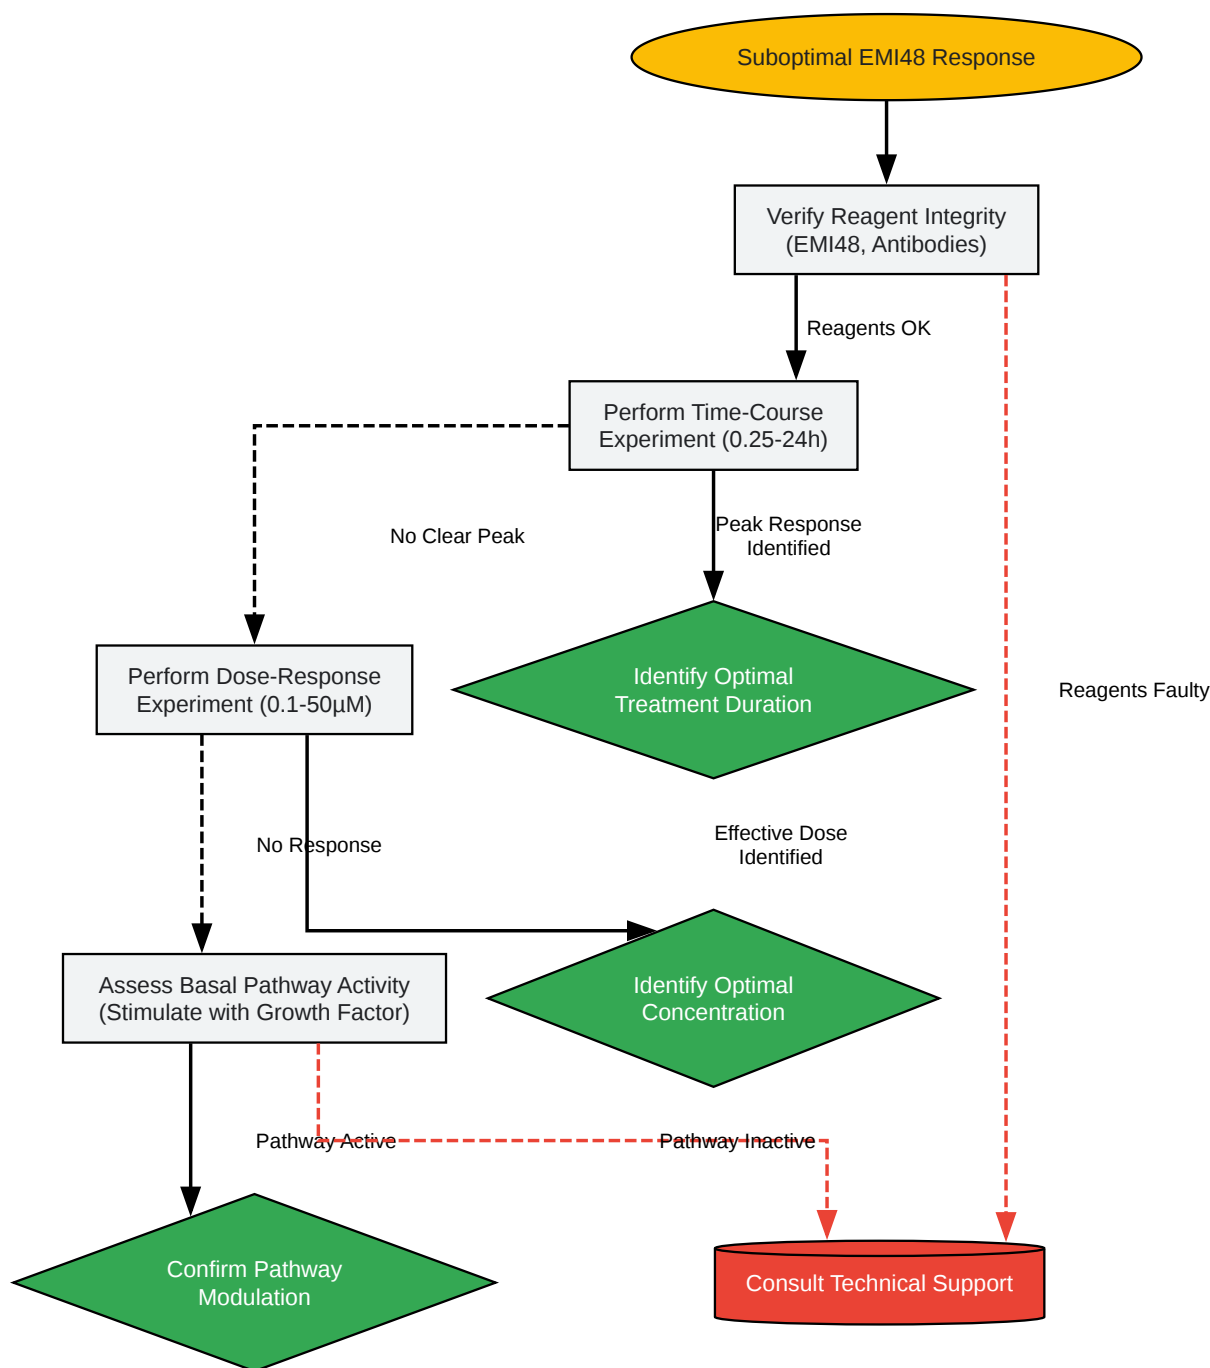 Suboptimal EMI48 Response
Verify Reagent Integrity
(EMI48, Antibodies)
Reagents OK
Perform Time-Course
Experiment (0.25-24h)
No Clear Peak
Peak Response
Identified
Perform Dose-Response
Experiment (0.1-50µM)
Identify Optimal
Treatment Duration
Reagents Faulty
No Response
Effective Dose
Identified
Assess Basal Pathway Activity
(Stimulate with Growth Factor)
Identify Optimal
Concentration
Pathway Active
Pathway Inactive
Confirm Pathway
Modulation
Consult Technical Support